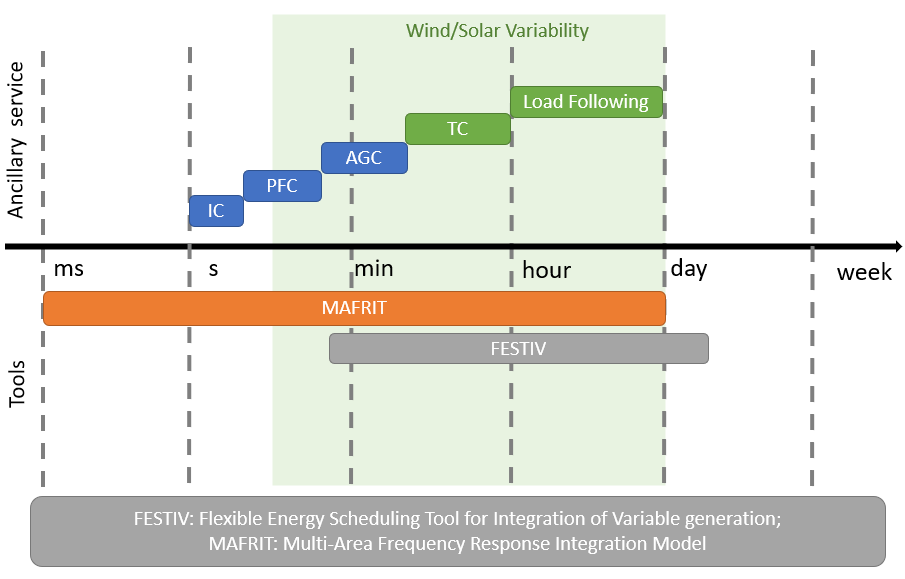 Wind/Solar Variability
Ancillary service
Load Following
TC
AGC
PFC
IC
ms
s
min
hour
day
week
MAFRIT
FESTIV
Tools
FESTIV: Flexible Energy Scheduling Tool for Integration of Variable generation;
MAFRIT: Multi-Area Frequency Response Integration Model